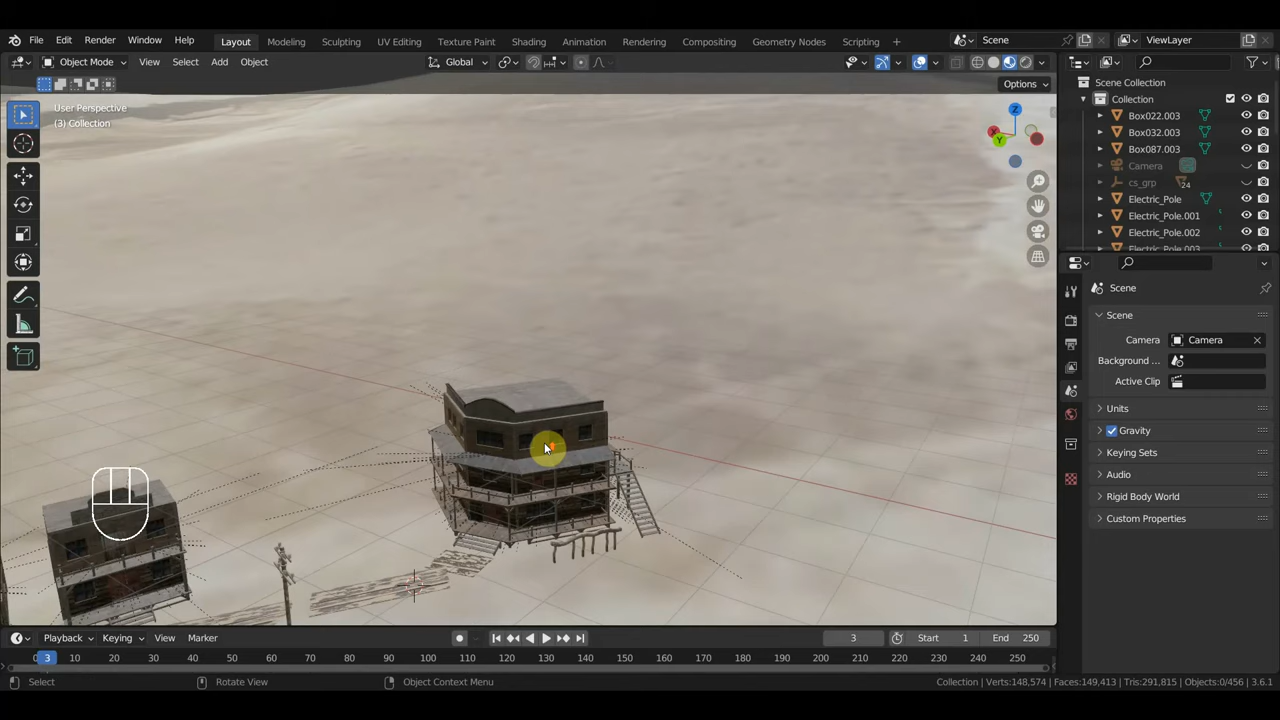 File Edit Render Window Help Layout Modeling Sculpting UV Editing Texture Paint Shading Animation Rendering Compositing Geometry Nodes Scripting + Scene ViewLayer
Object Mode View Select Add Object Global
Options
User Perspective
(3) Collection
Z
X
Y
Scene Collection
Collection
Box022.003
Box032.003
Box087.003
Camera
cs_grp 24
Electric_Pole
Electric_Pole.001
Electric_Pole.002
Electric_Pole.003
Scene
Scene
Camera Camera
Background ...
Active Clip
Units
Gravity
Keying Sets
Audio
Rigid Body World
Custom Properties
Playback Keying View Marker 3 Start 1 End 250
0 3 10 20 30 40 50 60 70 80 90 100 110 120 130 140 150 160 170 180 190 200 210 220 230 240 250
Select Rotate View Object Context Menu Collection | Verts:148,574 | Faces:149,413 | Tris:291,815 | Objects:0/456 | 3.6.1